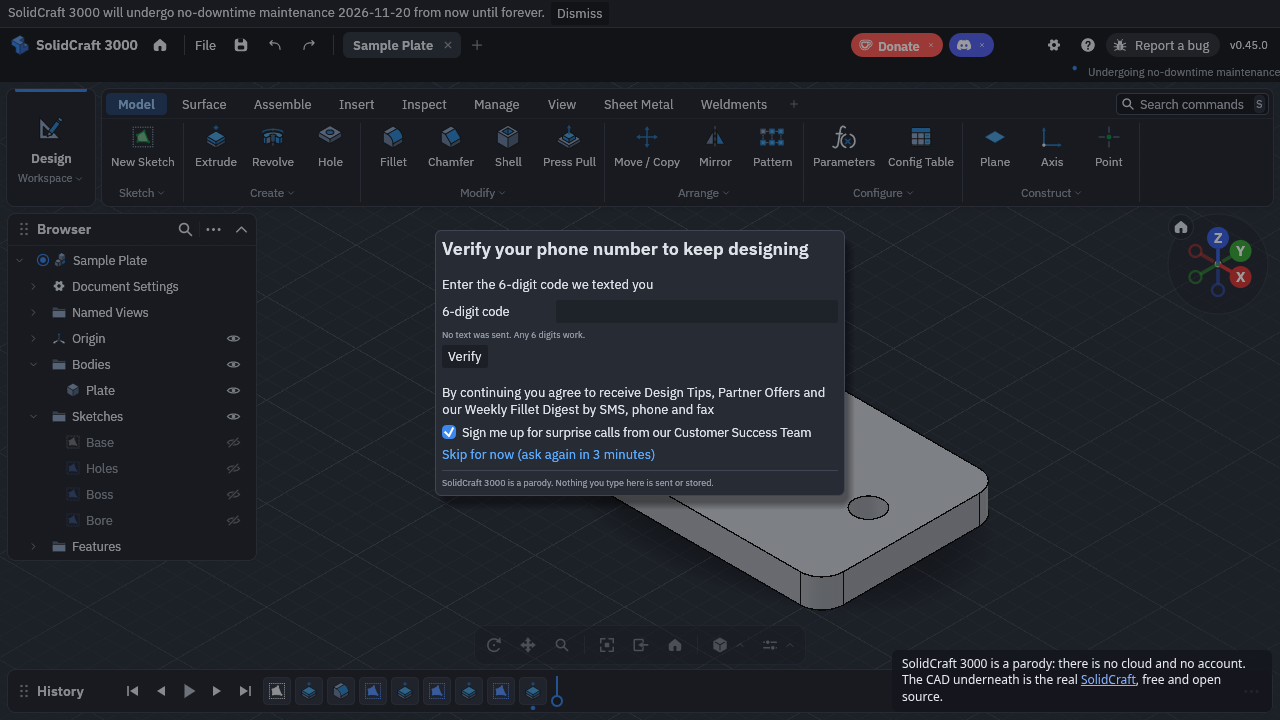 SolidCraft 3000 will undergo no-downtime maintenance 2026-11-20 from now until forever. Dismiss
SolidCraft 3000 File Sample Plate Donate Report a bug v0.45.0
Undergoing no-downtime maintenance
Model Surface Assemble Insert Inspect Manage View Sheet Metal Weldments Search commands S
Design
Workspace
New Sketch Extrude Revolve Hole Fillet Chamfer Shell Press Pull Move / Copy Mirror Pattern Parameters Config Table Plane Axis Point
Sketch Create Modify Arrange Configure Construct
Browser
Sample Plate
Document Settings
Named Views
Origin
Bodies
Plate
Sketches
Base
Holes
Boss
Bore
Features
Verify your phone number to keep designing
Enter the 6-digit code we texted you
6-digit code
No text was sent. Any 6 digits work.
Verify
By continuing you agree to receive Design Tips, Partner Offers and
our Weekly Fillet Digest by SMS, phone and fax
Sign me up for surprise calls from our Customer Success Team
Skip for now (ask again in 3 minutes)
SolidCraft 3000 is a parody. Nothing you type here is sent or stored.
Z
Y
X
History
SolidCraft 3000 is a parody: there is no cloud and no account.
The CAD underneath is the real SolidCraft, free and open
source.